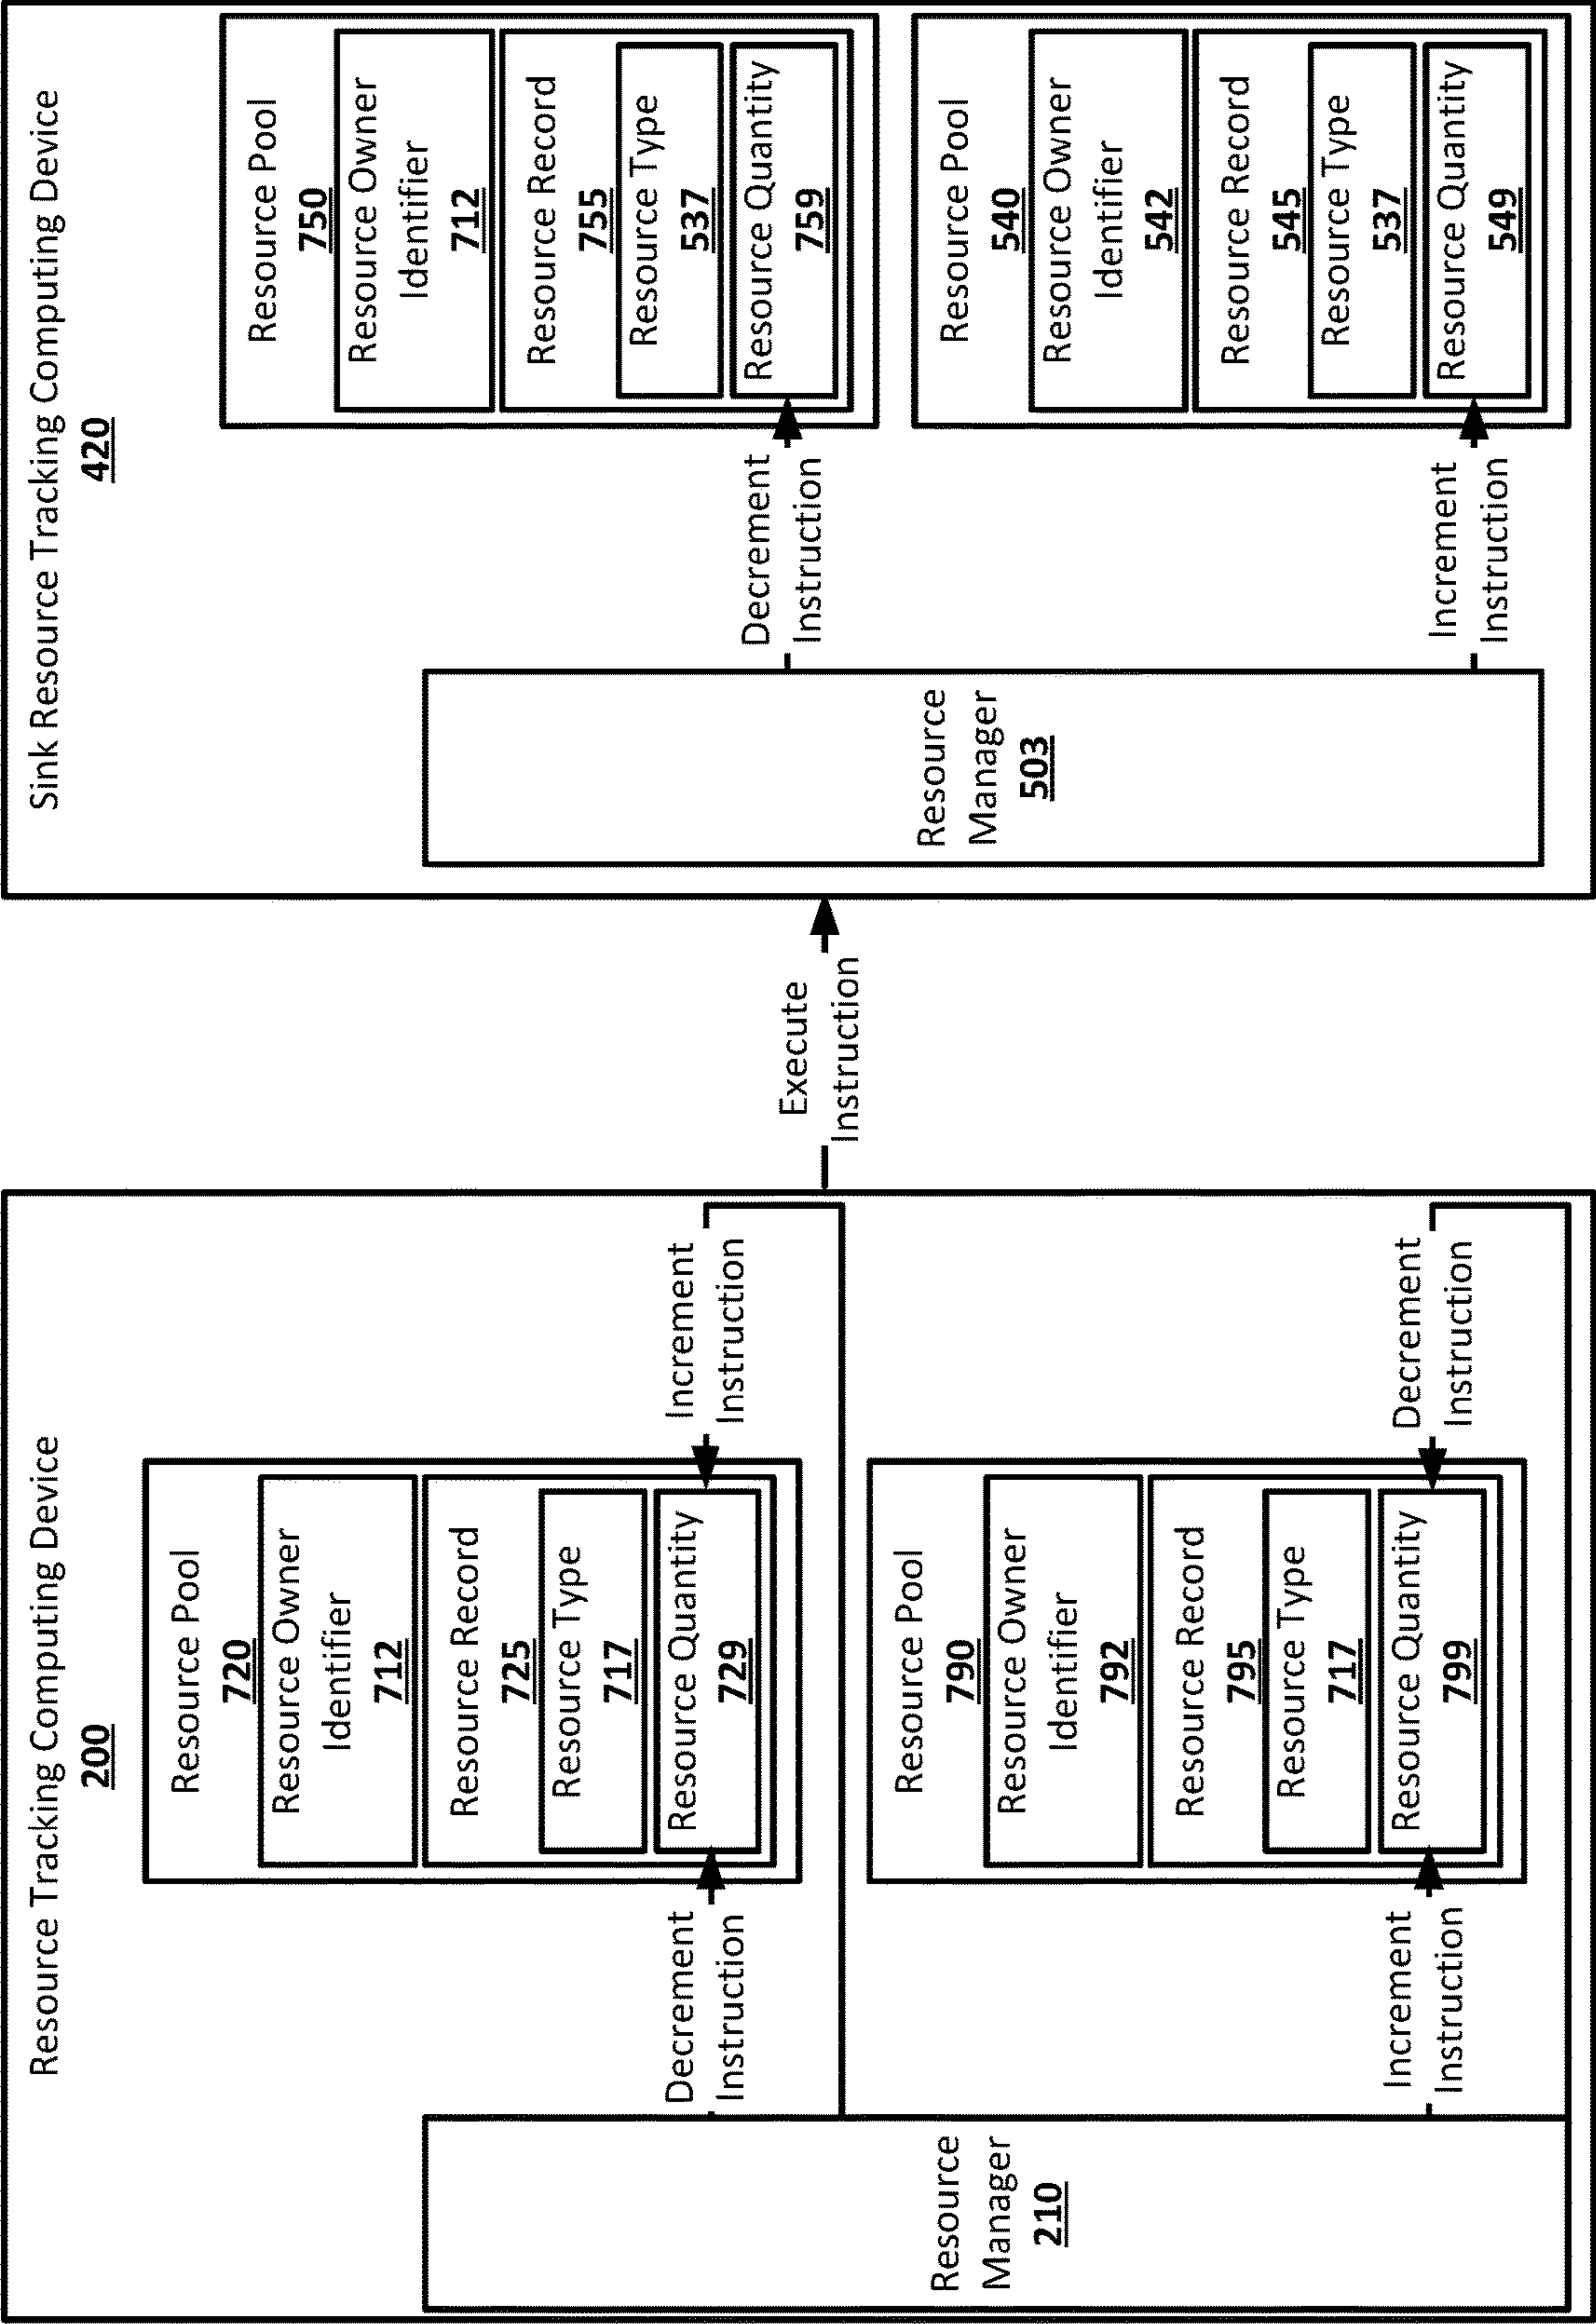 Resource Tracking Computing Device
200
Resource
Manager
210
Decrement
Instruction
Resource Pool
720
Resource Owner
Identifier
712
Resource Record
725
Resource Type
717
Resource Quantity
729
Increment
Instruction
Increment
Instruction
Resource Pool
790
Resource Owner
Identifier
792
Resource Record
795
Resource Type
717
Resource Quantity
799
Decrement
Instruction
Execute
Instruction
Sink Resource Tracking Computing Device
420
Resource
Manager
503
Decrement
Instruction
Resource Pool
750
Resource Owner
Identifier
712
Resource Record
755
Resource Type
537
Resource Quantity
759
Increment
Instruction
Resource Pool
540
Resource Owner
Identifier
542
Resource Record
545
Resource Type
537
Resource Quantity
549